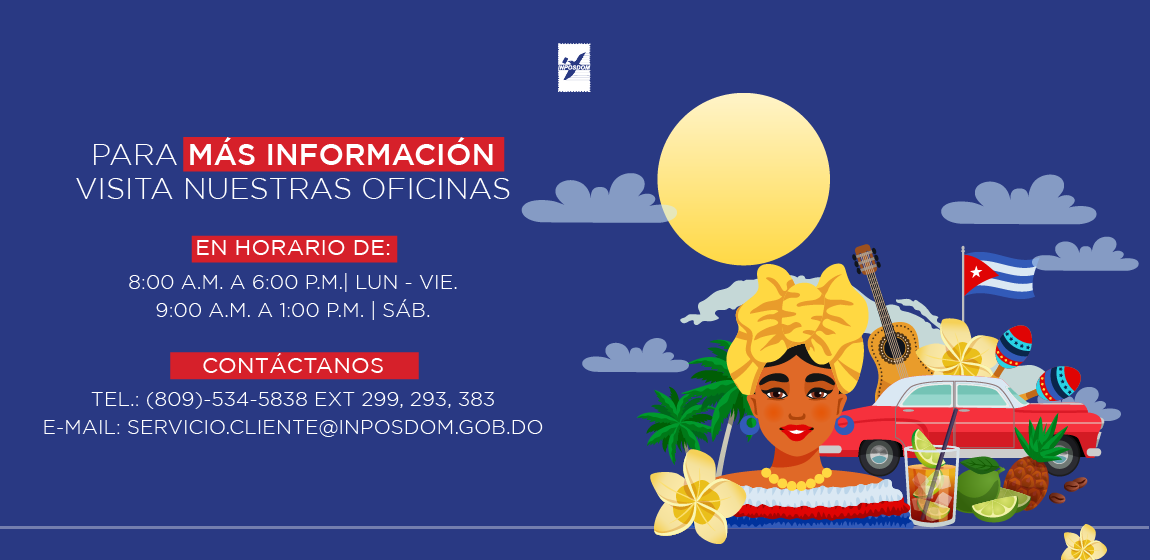 INPOSDOM
PARA MÁS INFORMACIÓN
VISITA NUESTRAS OFICINAS
EN HORARIO DE:
8:00 A.M. A 6:00 P.M.| LUN - VIE.
9:00 A.M. A 1:00 P.M. | SÁB.
CONTÁCTANOS
TEL.: (809)-534-5838 EXT 299, 293, 383
E-MAIL: SERVICIO.CLIENTE@INPOSDOM.GOB.DO